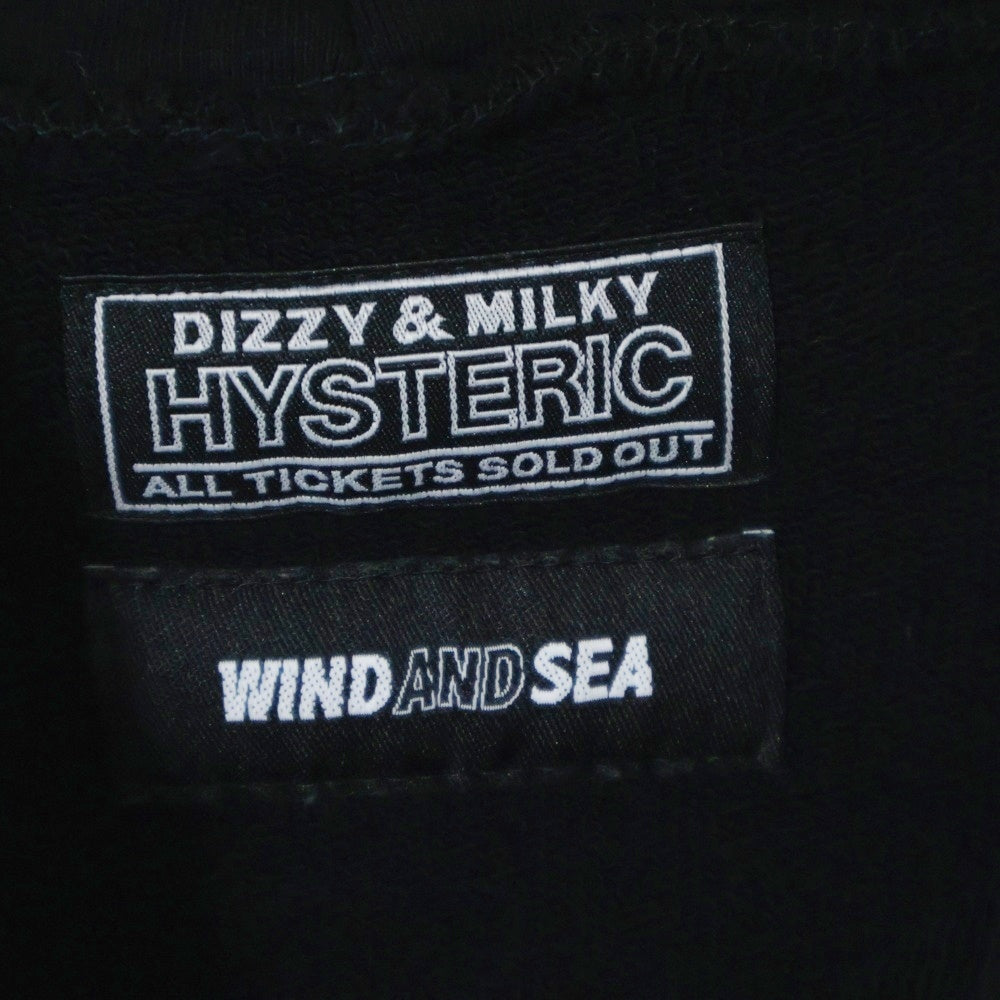 DIZZY & MILKY
HYSTERIC
ALL TICKETS SOLD OUT
WINDANDSEA